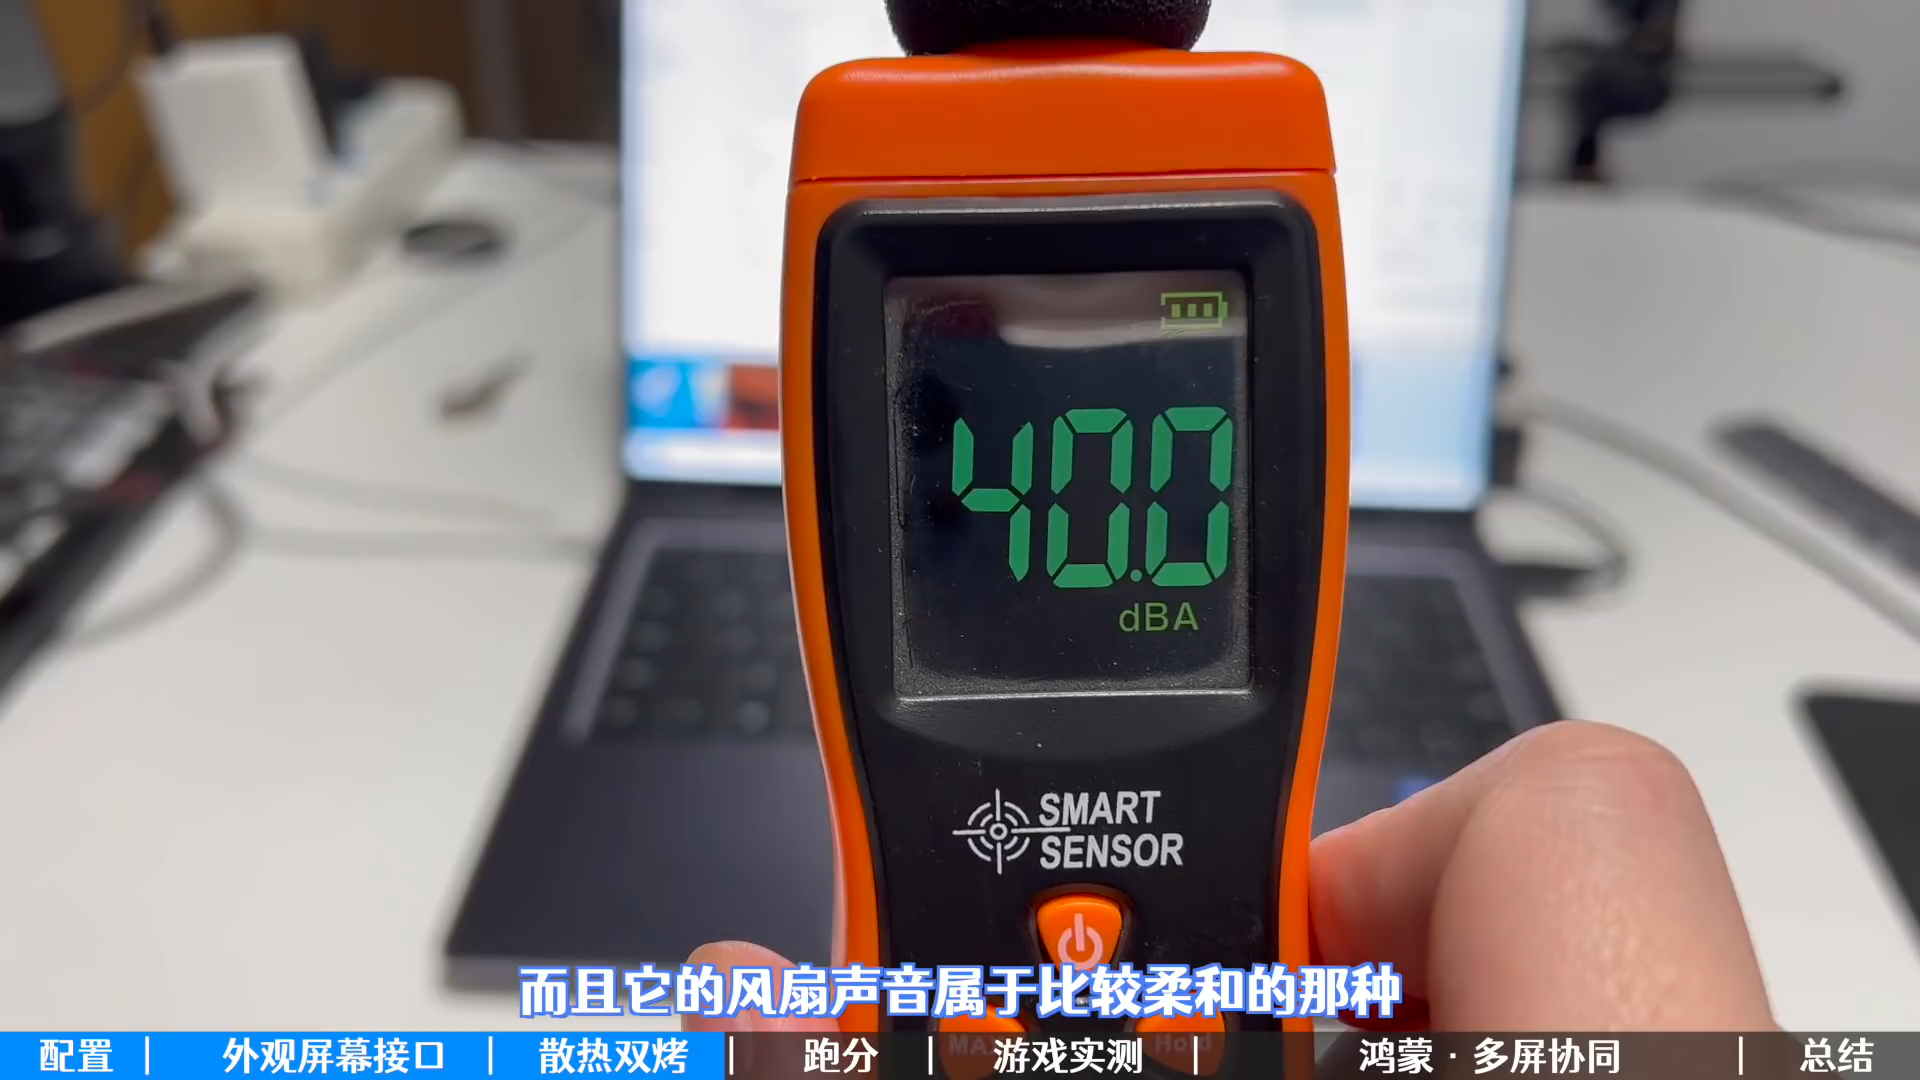 40.0
dBA
SMART
SENSOR
而且它的风扇声音属于比较柔和的那种
MAX
Hold
配置 | 外观屏幕接口 | 散热双烤 | 跑分 | 游戏实测 | 鸿蒙·多屏协同 | 总结